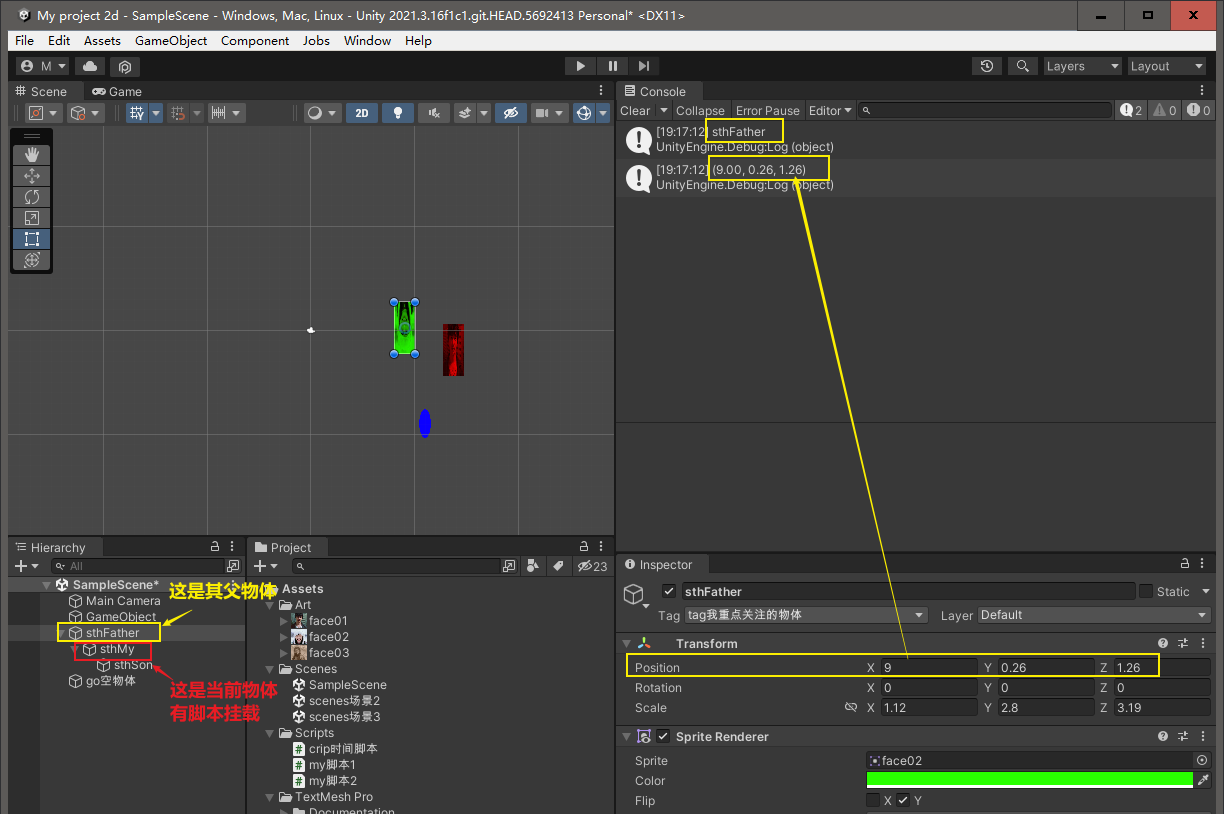 My project 2d - SampleScene - Windows, Mac, Linux - Unity 2021.3.16f1c1.git.HEAD.5692413 Personal* <DX11>
File Edit Assets GameObject Component Jobs Window Help
M
Layers
Layout
Scene
Game
2D
Console
Clear
Collapse
Error Pause
Editor
2
0
0
[19:17:12] sthFather
UnityEngine.Debug:Log (object)
[19:17:12] (9.00, 0.26, 1.26)
UnityEngine.Debug:Log (object)
Hierarchy
All
SampleScene*
Main Camera
GameObject
sthFather
sthMy
sthSon
go空物体
这是其父物体
这是当前物体
有脚本挂载
Project
23
Assets
Art
face01
face02
face03
Scenes
SampleScene
scenes场景2
scenes场景3
Scripts
crip时间脚本
my脚本1
my脚本2
TextMesh Pro
Documentation
Inspector
sthFather
Static
Tag tag我重点关注的物体 Layer Default
Transform
Position X 9 Y 0.26 Z 1.26
Rotation X 0 Y 0 Z 0
Scale X 1.12 Y 2.8 Z 3.19
Sprite Renderer
Sprite face02
Color
Flip X Y